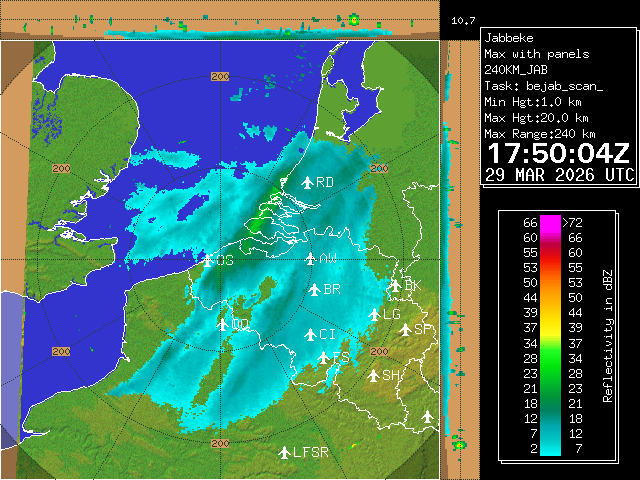 10.7
Jabbeke
Max with panels
240KM_JAB
Task: bejab_scan_
Min Hgt:1.0 km
Max Hgt:20.0 km
Max Range:240 km
17:50:04Z
29 MAR 2026 UTC
200
200
200
RD
OS
AW
BR
BK
LG
CI
SP
FS
SH
200
200
200
LFSR
66 >72
60 66
55 60
53 55
50 53
44 50
39 44
37 39
34 37
28 34
23 28
21 23
18 21
12 18
7 12
2 7
Reflectivity in dBZ